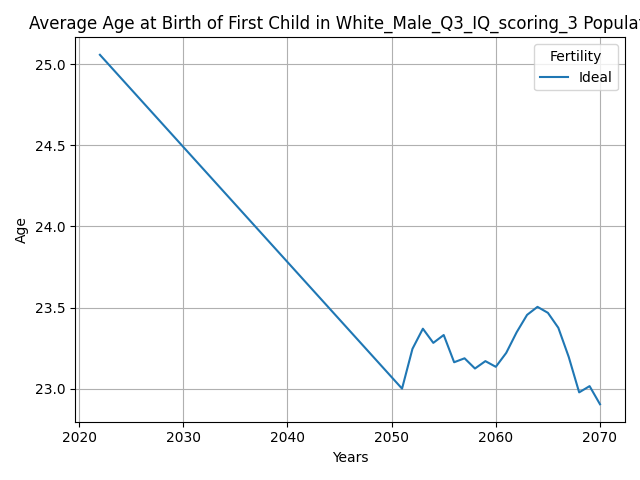 Average Age at Birth of First Child in White_Male_Q3_IQ_scoring_3 Populat
25.0
24.5
24.0
23.5
23.0
Age
2020
2030
2040
2050
2060
2070
Years
Fertility
Ideal